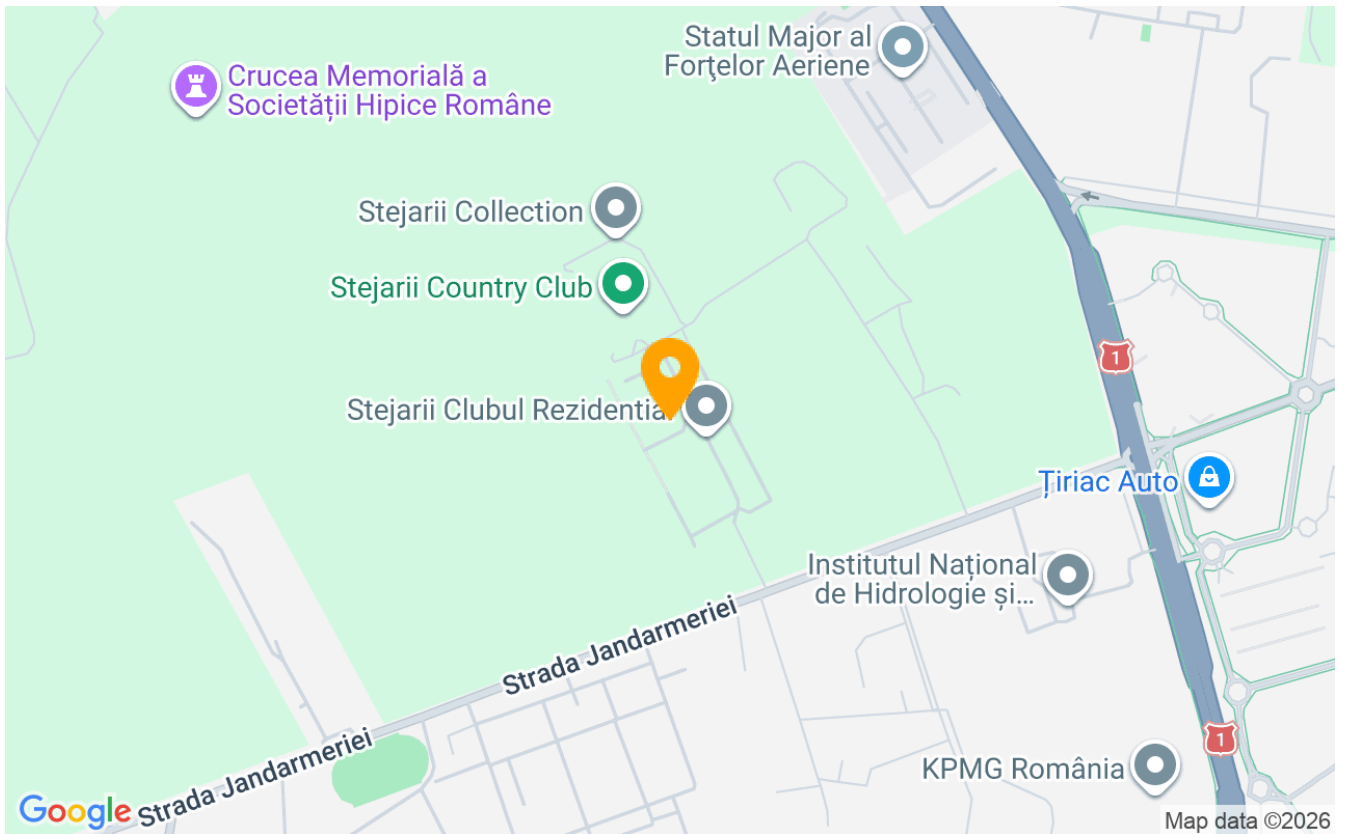 Statul Major al
Forţelor Aeriene
Crucea Memorială a
Societății Hipice Române
Stejarii Collection
Stejarii Country Club
1
Stejarii Clubul Rezidentia
Țiriac Auto
Institutul Național
de Hidrologie și...
Strada Jandarmeriei
Strada Jandarmeriei
1
KPMG România
Google
Map data ©2026